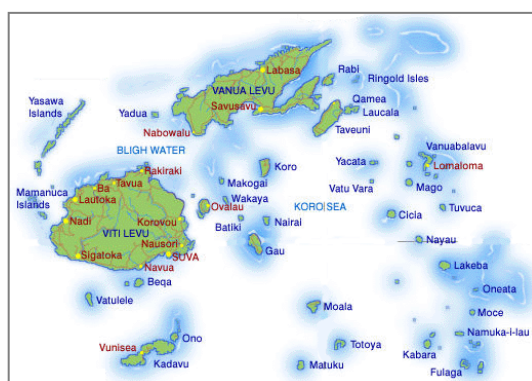 Labasa
Rabi
Ringold Isles
VANUA LEVU
Qamea
Yasawa
Islands
Yadua
Savusavu
Laucala
Taveuni
Nabowalu
Vanuabalavu
BLIGH WATER
Koro
Yacata
Lomaloma
Rakiraki
Tavua
Makogai
Vatu Vara
Mago
Ba
Mamanuca
Islands
Lautoka
Wakaya
Ovalau
KORO SEA
Tuvuca
Nadi
Korovou
Batiki
Nairai
Cicia
VITI LEVU
Nausori
Gau
Nayau
Sigatoka
SUVA
Navua
Lakeba
Beqa
Vatulele
Oneata
Moala
Moce
Ono
Namuka-i-lau
Vunisea
Totoya
Kabara
Kadavu
Matuku
Fulaga